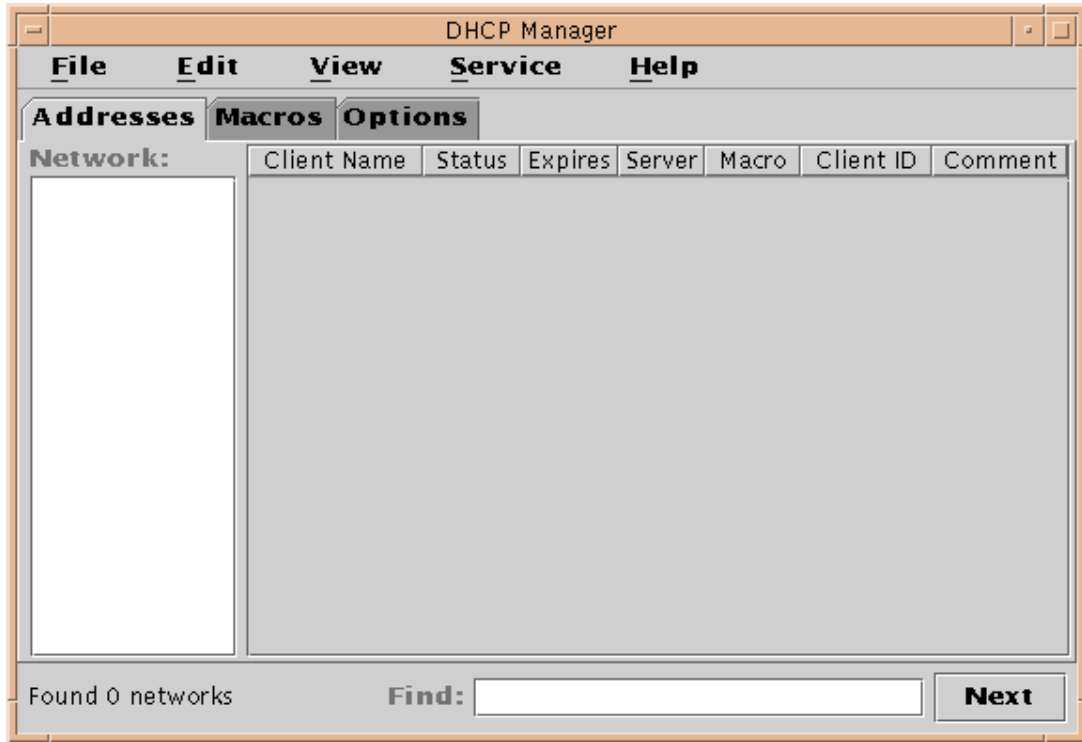 DHCP Manager
File Edit View Service Help
Addresses Macros Options
Network: Client Name Status Expires Server Macro Client ID Comment
Found 0 networks Find: Next